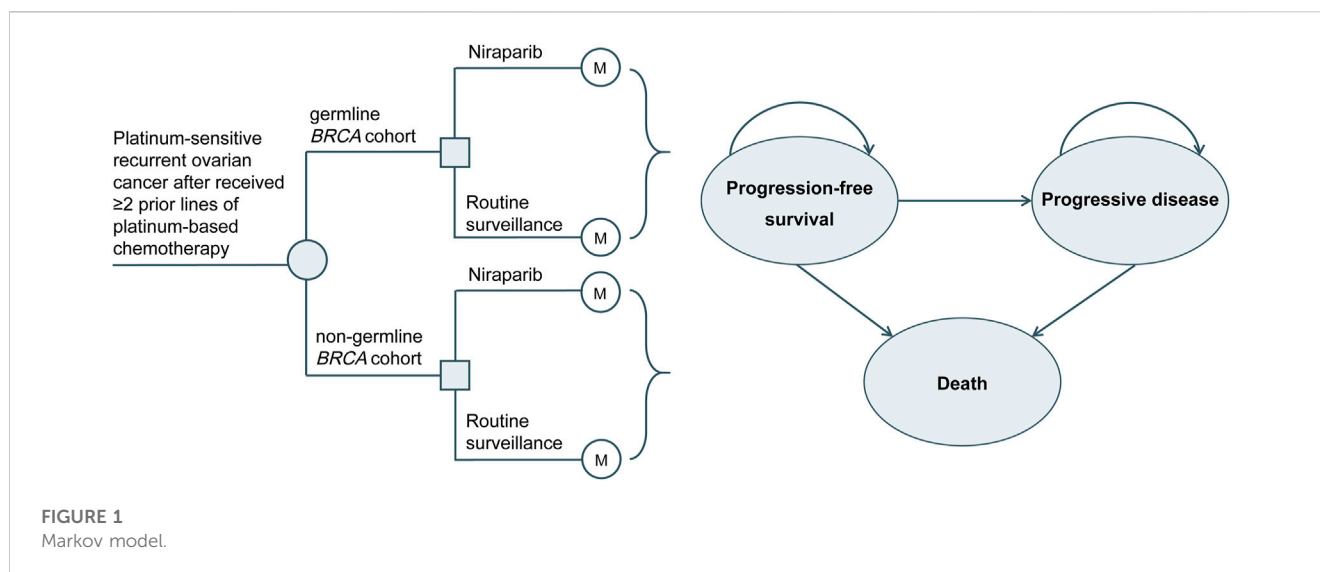 Platinum-sensitive
recurrent ovarian
cancer after received
≥2 prior lines of
platinum-based
chemotherapy
germline
BRCA cohort
Niraparib
M
Routine
surveillance
M
non-germline
BRCA cohort
Niraparib
M
Routine
surveillance
M
Progression-free
survival
Progressive disease
Death
FIGURE 1
Markov model.